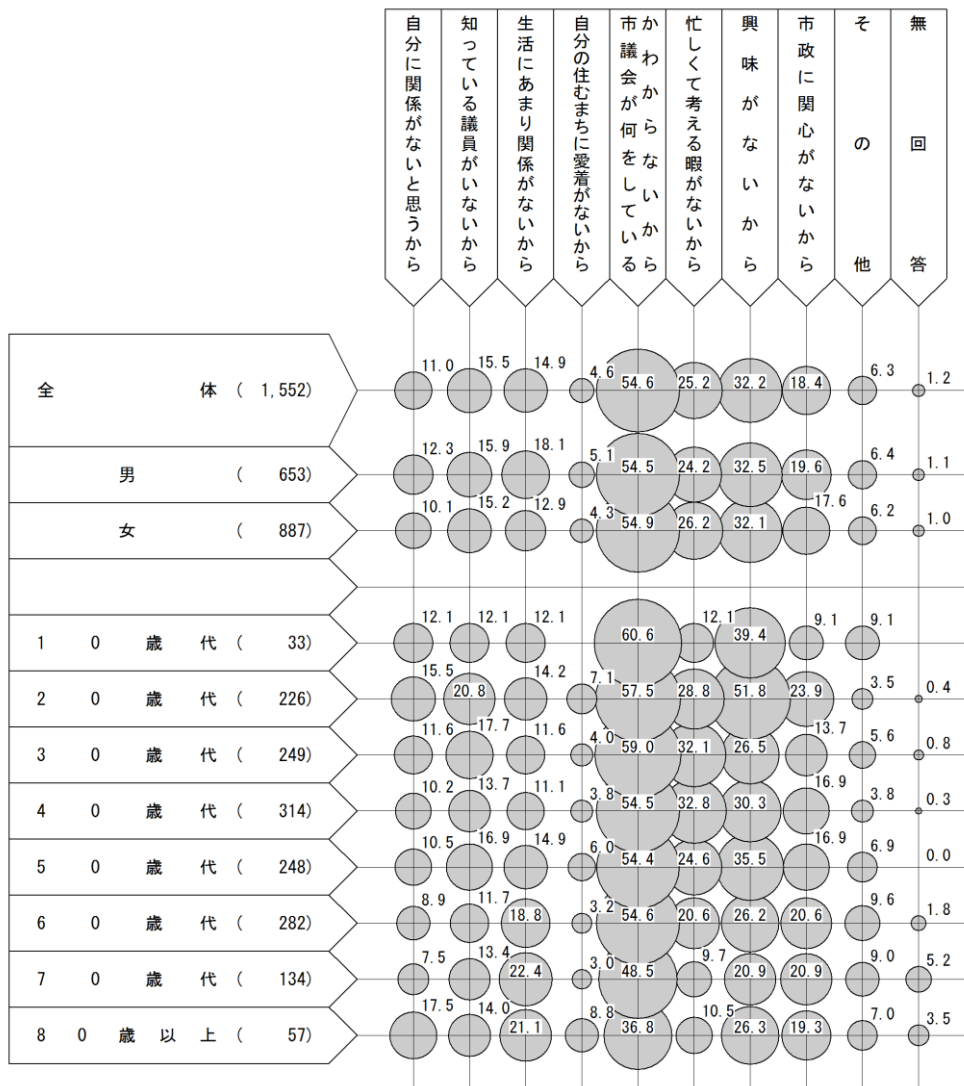 自分に関係がないと思うから
知っている議員がいないから
生活にあまり関係がないから
自分の住むまちに愛着がないから
市議会が何をしている
かわからないから
忙しくて考える暇がないから
興味がないから
市政に関心がないから
その他
無回答
全体 ( 1,552) 11.0 15.5 14.9 4.6 54.6 25.2 32.2 18.4 6.3 1.2
男 ( 653) 12.3 15.9 18.1 5.1 54.5 24.2 32.5 19.6 6.4 1.1
女 ( 887) 10.1 15.2 12.9 4.3 54.9 26.2 32.1 17.6 6.2 1.0
10歳代 ( 33) 12.1 12.1 12.1 60.6 12.1 39.4 9.1 9.1
20歳代 ( 226) 15.5 20.8 14.2 7.1 57.5 28.8 51.8 23.9 3.5 0.4
30歳代 ( 249) 11.6 17.7 11.6 4.0 59.0 32.1 26.5 13.7 5.6 0.8
40歳代 ( 314) 10.2 13.7 11.1 3.8 54.5 32.8 30.3 16.9 3.8 0.3
50歳代 ( 248) 10.5 16.9 14.9 6.0 54.4 24.6 35.5 16.9 6.9 0.0
60歳代 ( 282) 8.9 11.7 18.8 3.2 54.6 20.6 26.2 20.6 9.6 1.8
70歳代 ( 134) 7.5 13.4 22.4 3.0 48.5 9.7 20.9 20.9 9.0 5.2
80歳以上 ( 57) 17.5 14.0 21.1 8.8 36.8 10.5 26.3 19.3 7.0 3.5